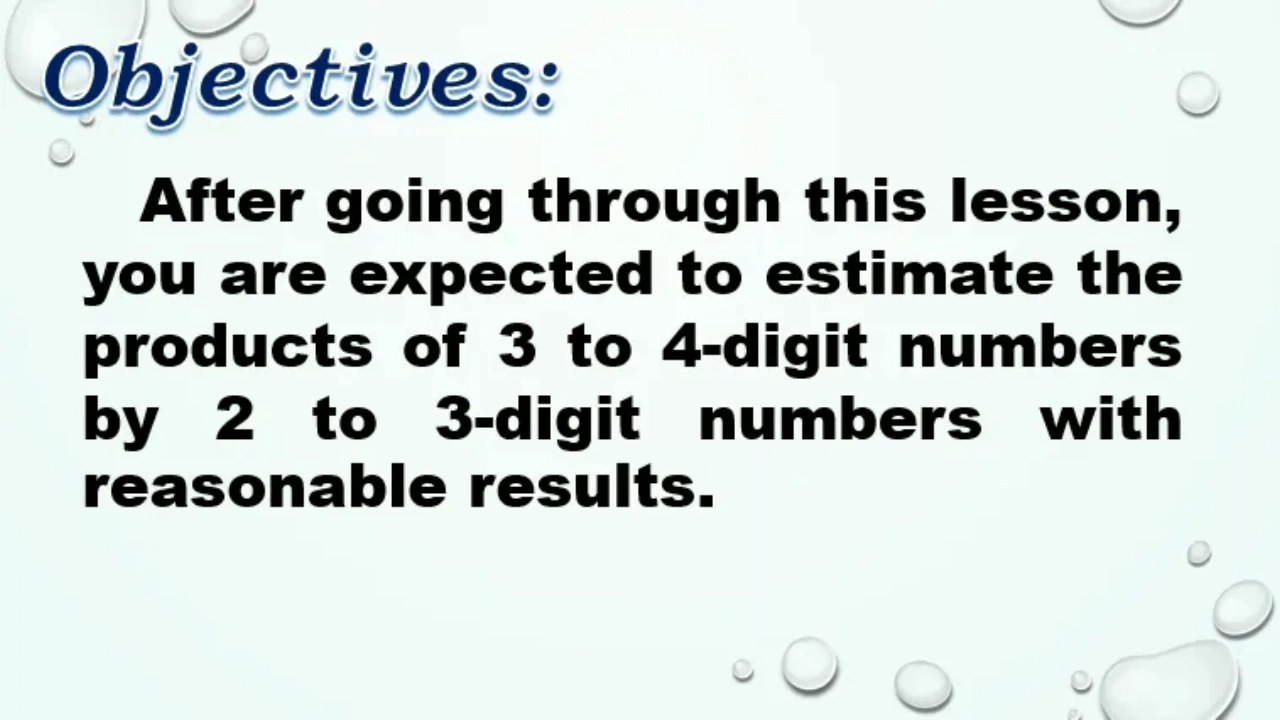 Objectives:
After going through this lesson,
you are expected to estimate the
products of 3 to 4-digit numbers
by 2 to 3-digit numbers with
reasonable results.